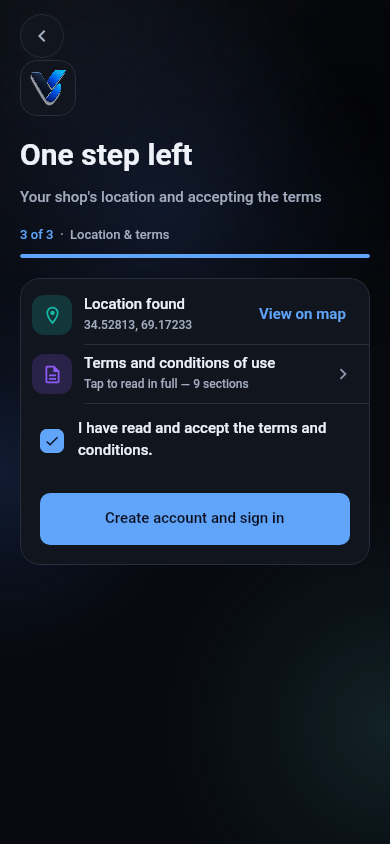 One step left
Your shop's location and accepting the terms
3 of 3 · Location & terms
Location found
34.52813, 69.17233
View on map
Terms and conditions of use
Tap to read in full — 9 sections
I have read and accept the terms and
conditions.
Create account and sign in